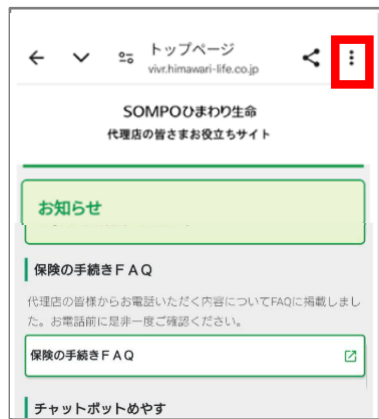 トップページ
vivr.himawari-life.co.jp
SOMPOひまわり生命
代理店の皆さまお役立ちサイト
お知らせ
保険の手続きＦＡＱ
代理店の皆様からお電話いただく内容についてFAQに掲載しまし
た。お電話前に是非一度ご確認ください。
保険の手続きＦＡＱ
チャットボットめやす